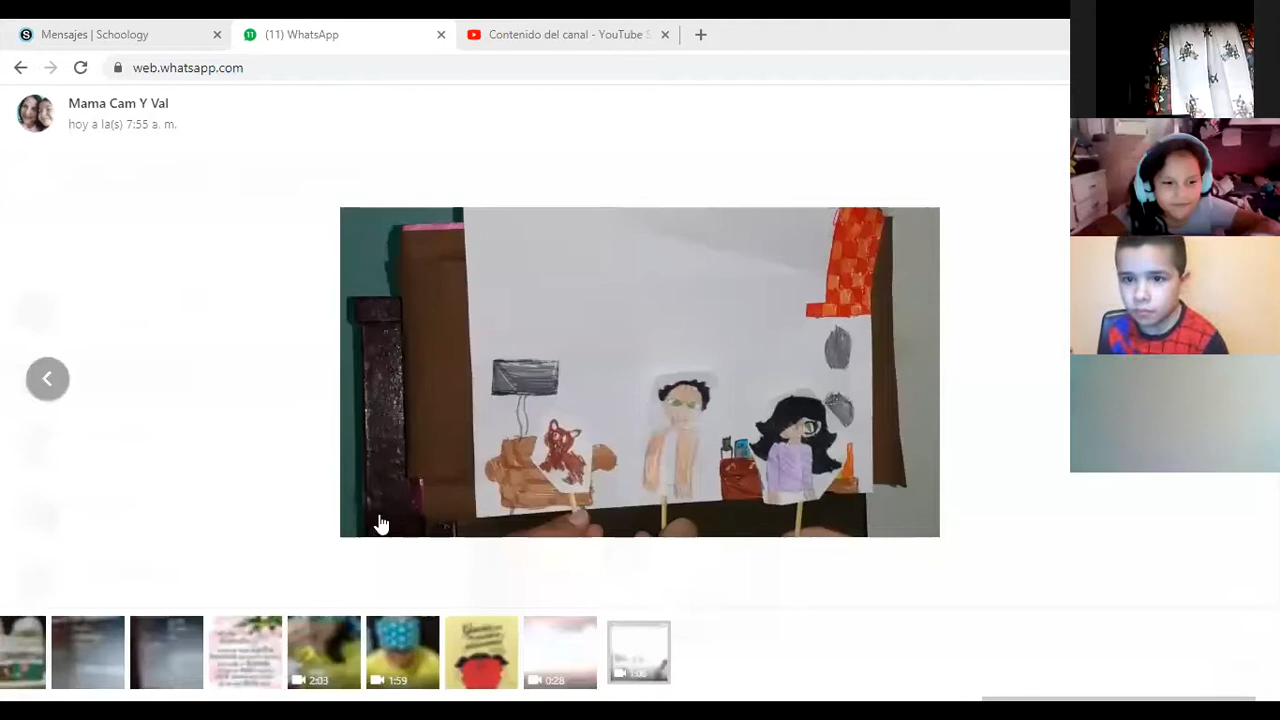 Mensajes | Schoology
(11) WhatsApp
Contenido del canal - YouTube S
web.whatsapp.com
Mama Cam Y Val
hoy a la(s) 7:55 a. m.
2:03
1:59
0:28